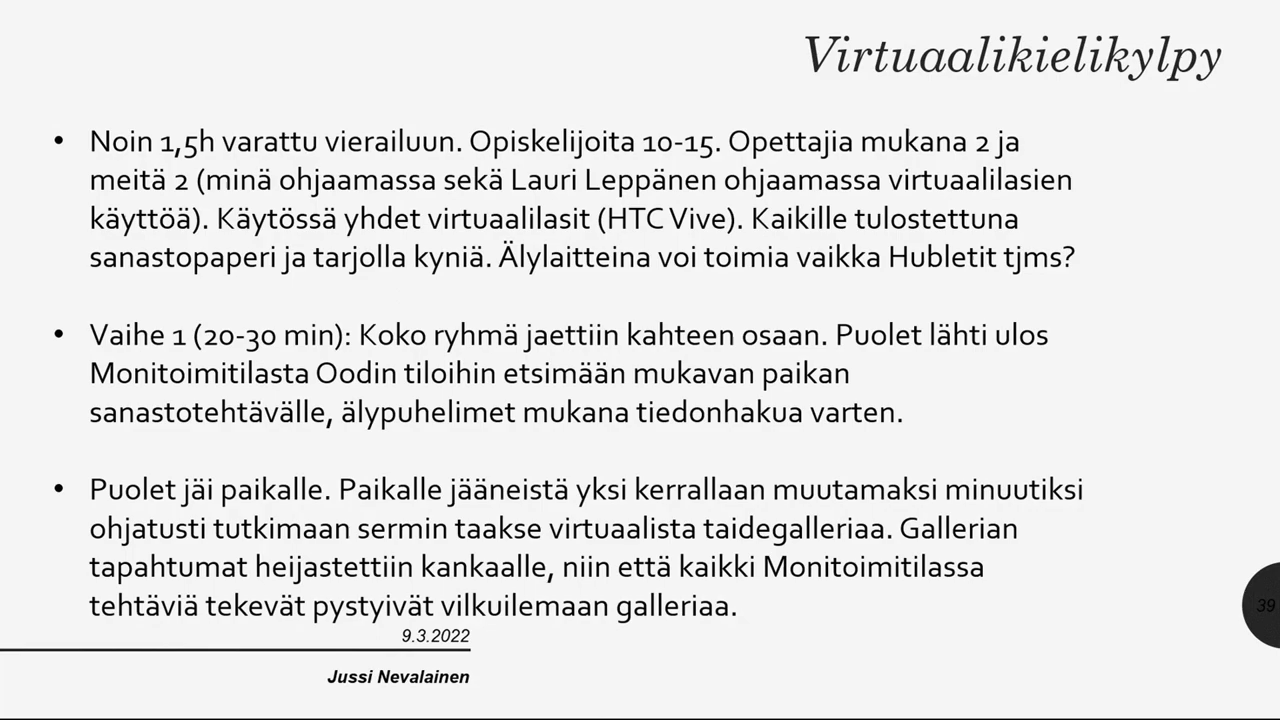 Virtuaalikielikylpy
• Noin 1,5h varattu vierailuun. Opiskelijoita 10-15. Opettajia mukana 2 ja
meitä 2 (minä ohjaamassa sekä Lauri Leppänen ohjaamassa virtuaalilasien
käyttöä). Käytössä yhdet virtuaalilasit (HTC Vive). Kaikille tulostettuna
sanastopaperi ja tarjolla kyniä. Älylaitteina voi toimia vaikka Hubletit tjms?
• Vaihe 1 (20-30 min): Koko ryhmä jaettiin kahteen osaan. Puolet lähti ulos
Monitoimitilasta Oodin tiloihin etsimään mukavan paikan
sanastotehtävälle, älypuhelimet mukana tiedonhakua varten.
• Puolet jäi paikalle. Paikalle jääneistä yksi kerrallaan muutamaksi minuutiksi
ohjatusti tutkimaan sermin taakse virtuaalista taidegalleriaa. Gallerian
tapahtumat heijastettiin kankaalle, niin että kaikki Monitoimitilassa
tehtäviä tekevät pystyivät vilkuilemaan galleriaa.
39
9.3.2022
Jussi Nevalainen